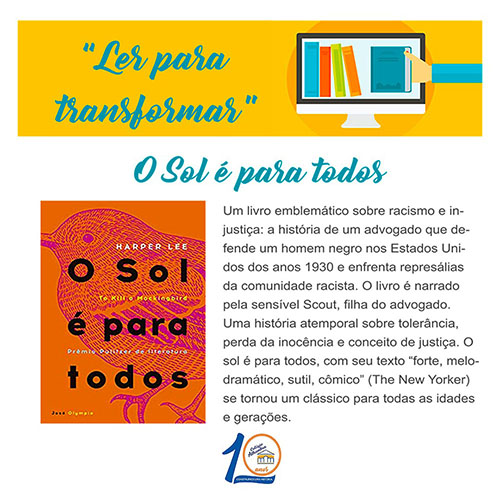 “Ler para
transformar”
O Sol é para todos
HARPER LEE
O Sol
To Kill a Mockingbird
é para
Prêmio Pulitzer de literatura
todos
José Olympio
Um livro emblemático sobre racismo e in-
justiça: a história de um advogado que de-
fende um homem negro nos Estados Uni-
dos dos anos 1930 e enfrenta represálias
da comunidade racista. O livro é narrado
pela sensível Scout, filha do advogado.
Uma história atemporal sobre tolerância,
perda da inocência e conceito de justiça. O
sol é para todos, com seu texto “forte, melo-
dramático, sutil, cômico” (The New Yorker)
se tornou um clássico para todas as idades
e gerações.
10
anos